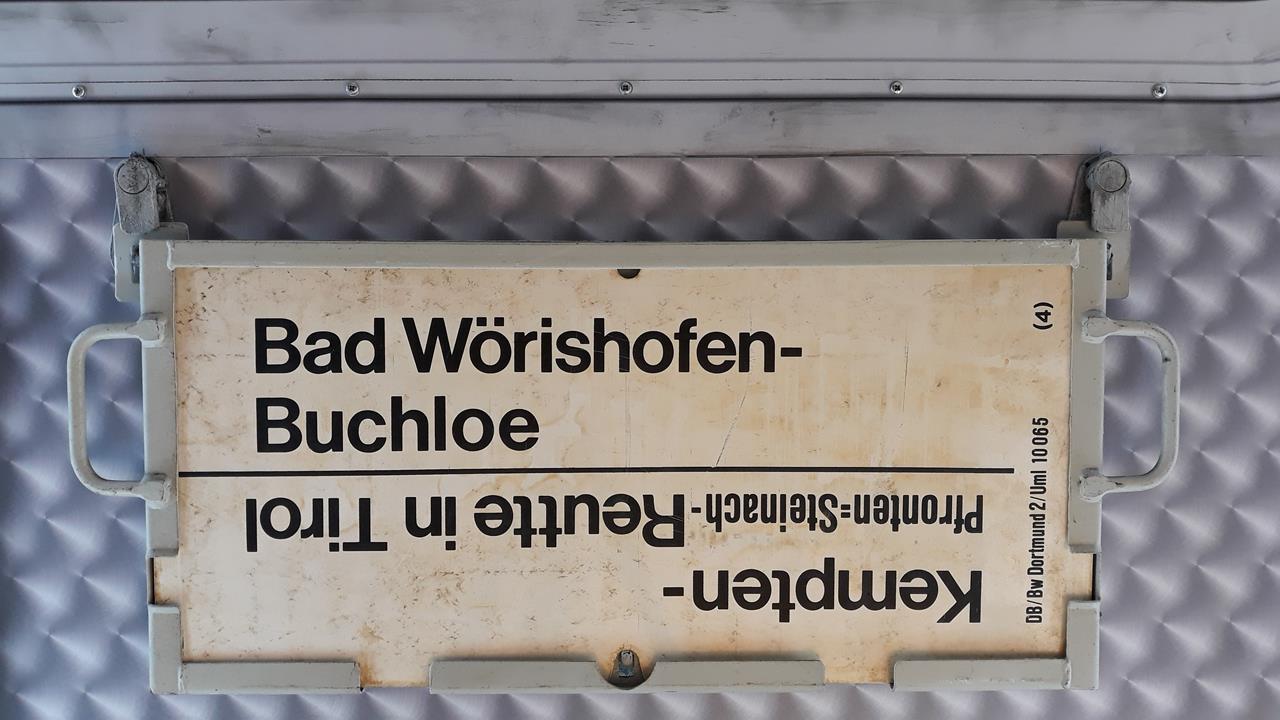 Bad Wörishofen-
Buchloe
Kempten-
Pfronten=Steinach-Reutte in Tirol
DB/Bw Dortmund 2/Uml 10 065
(4)